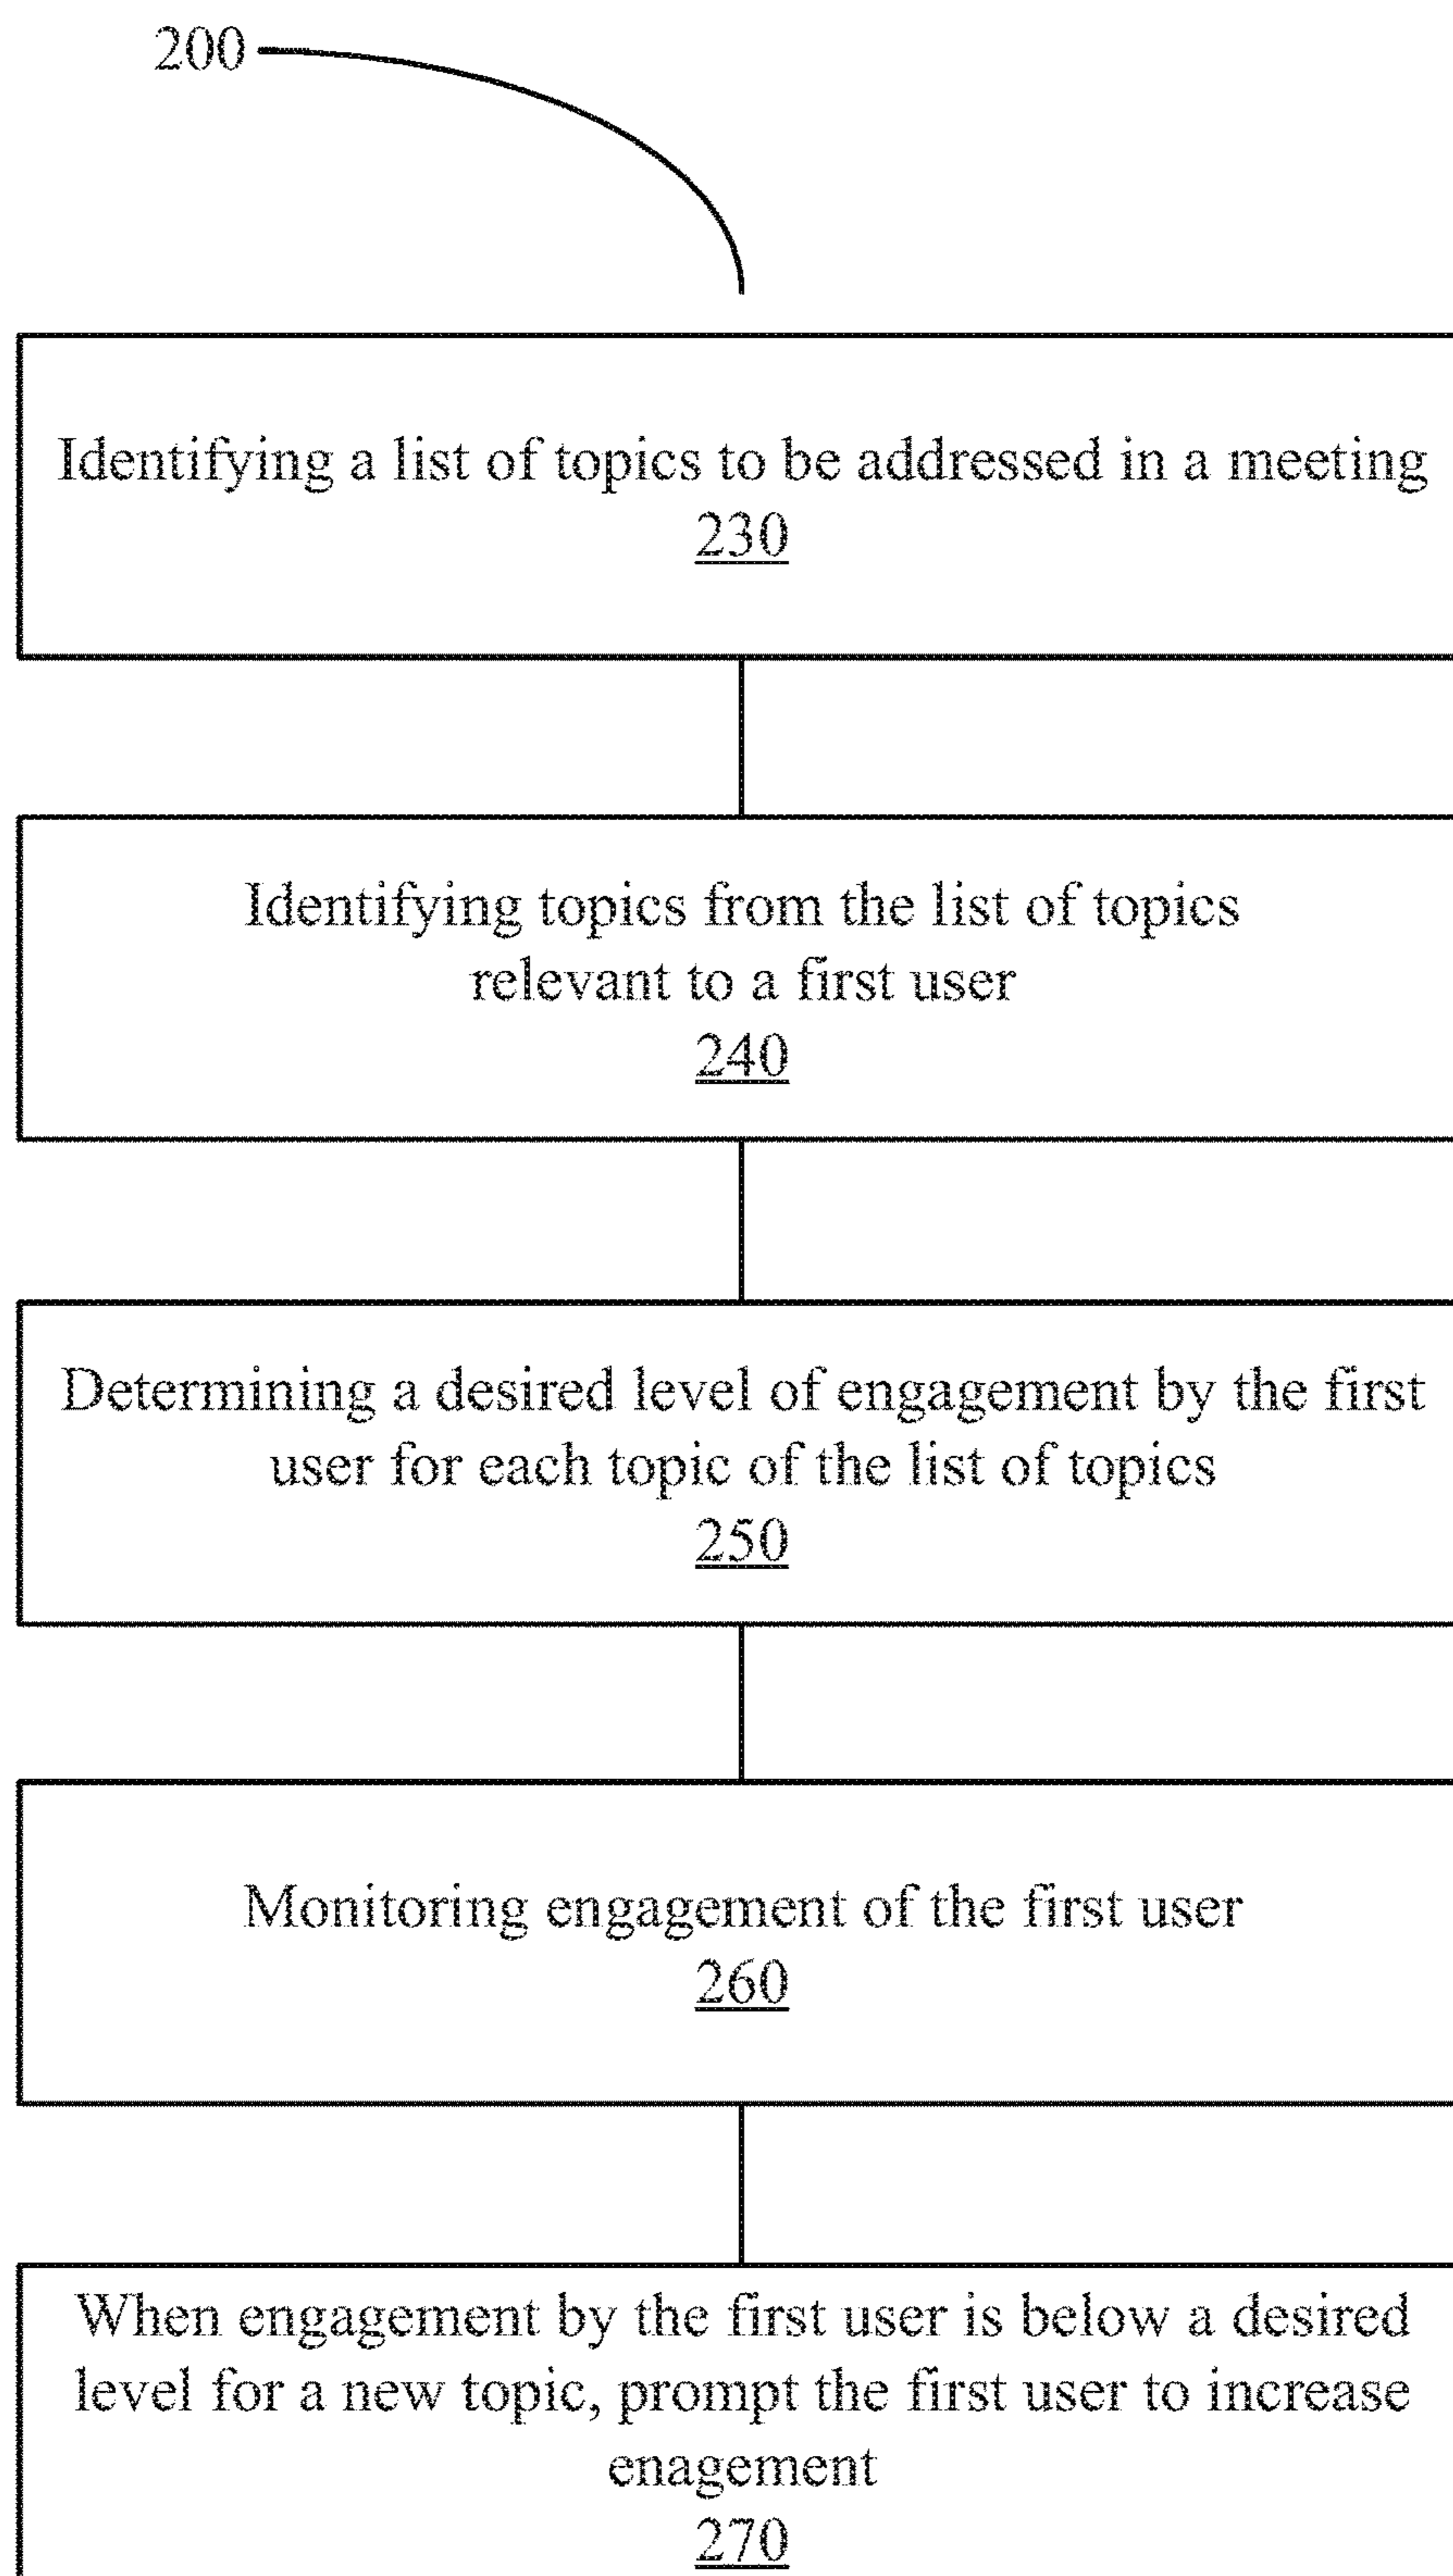 200
Identifying a list of topics to be addressed in a meeting
230
Identifying topics from the list of topics
relevant to a first user
240
Determining a desired level of engagement by the first
user for each topic of the list of topics
250
Monitoring engagement of the first user
260
When engagement by the first user is below a desired
level for a new topic, prompt the first user to increase
enagement
270